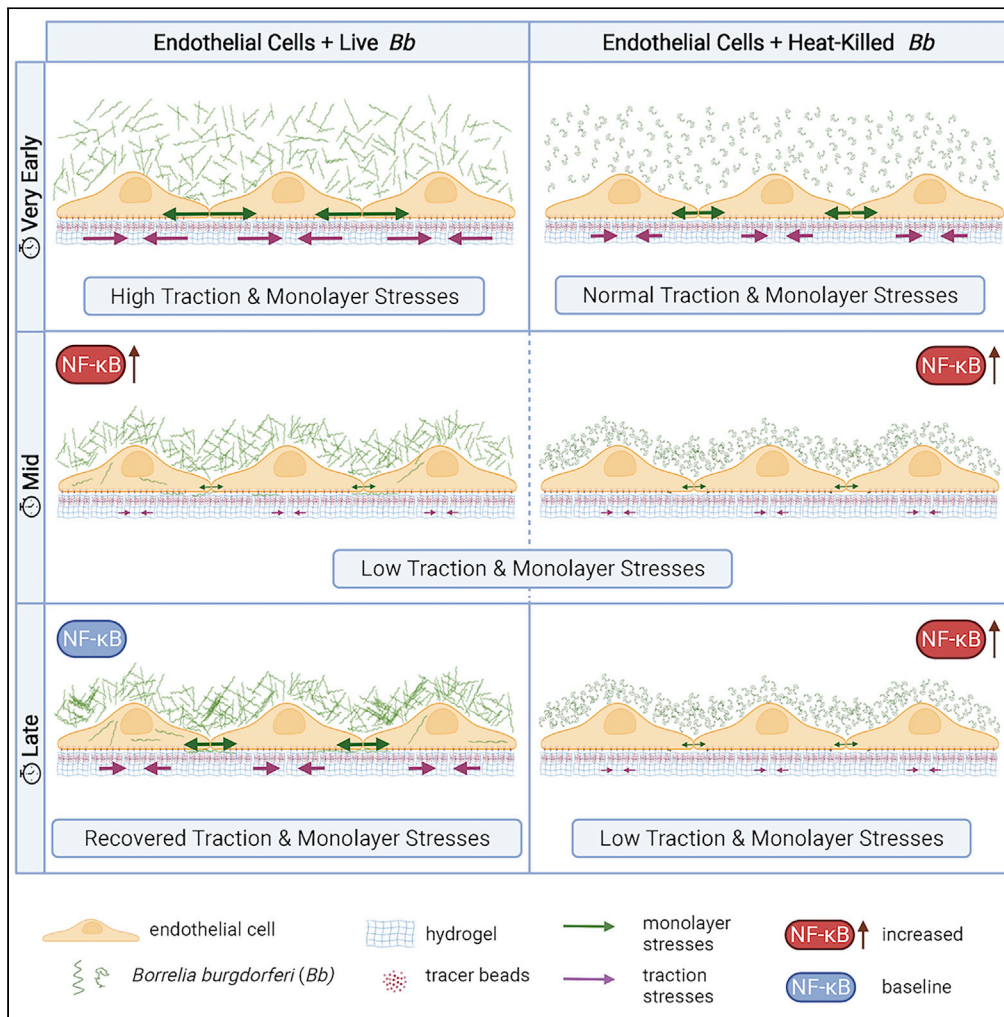 Endothelial Cells + Live Bb
Endothelial Cells + Heat-Killed Bb
Very Early
High Traction & Monolayer Stresses
Normal Traction & Monolayer Stresses
Mid
NF-κB
NF-κB
Low Traction & Monolayer Stresses
Late
NF-κB
NF-κB
Recovered Traction & Monolayer Stresses
Low Traction & Monolayer Stresses
endothelial cell
hydrogel
monolayer
stresses
NF-κB increased
Borrelia burgdorferi (Bb)
tracer beads
traction
stresses
NF-κB baseline